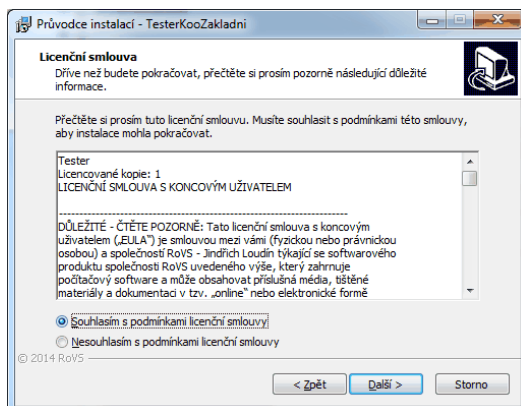 Průvodce instalací - TesterKooZakladni
Licenční smlouva
Dříve než budete pokračovat, přečtěte si prosím pozorně následující důležité
informace.
Přečtěte si prosím tuto licenční smlouvu. Musíte souhlasit s podmínkami této smlouvy,
aby instalace mohla pokračovat.
Tester
Licencované kopie: 1
LICENČNÍ SMLOUVA S KONCOVÝM UŽIVATELEM
--------------------------------------------------------------------
DŮLEŽITÉ - ČTĚTE POZORNĚ: Tato licenční smlouva s koncovým
uživatelem („EULA") je smlouvou mezi vámi (fyzickou nebo právnickou
osobou) a společností RoVS - Jindřich Loudín týkající se softwarového
produktu společnosti RoVS uvedeného výše, který zahrnuje
počítačový software a může obsahovat příslušná média, tištěné
materiály a dokumentaci v tzv. „online" nebo elektronické formě
Souhlasím s podmínkami licenční smlouvy
Nesouhlasím s podmínkami licenční smlouvy
© 2014 RoVS
< Zpět
Další >
Storno